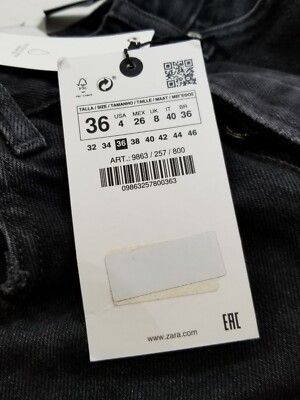 FSC
TALLA / SIZE / TAMANHO / TAILLE / MAAT / ΜΕΓΕΘΟΣ
USA MEX UK IT BR
36 4 26 8 40 36
32 34 36 38 40 42 44 46
ART.: 9863 / 257 / 800
09863257800363
www.zara.com
EAC